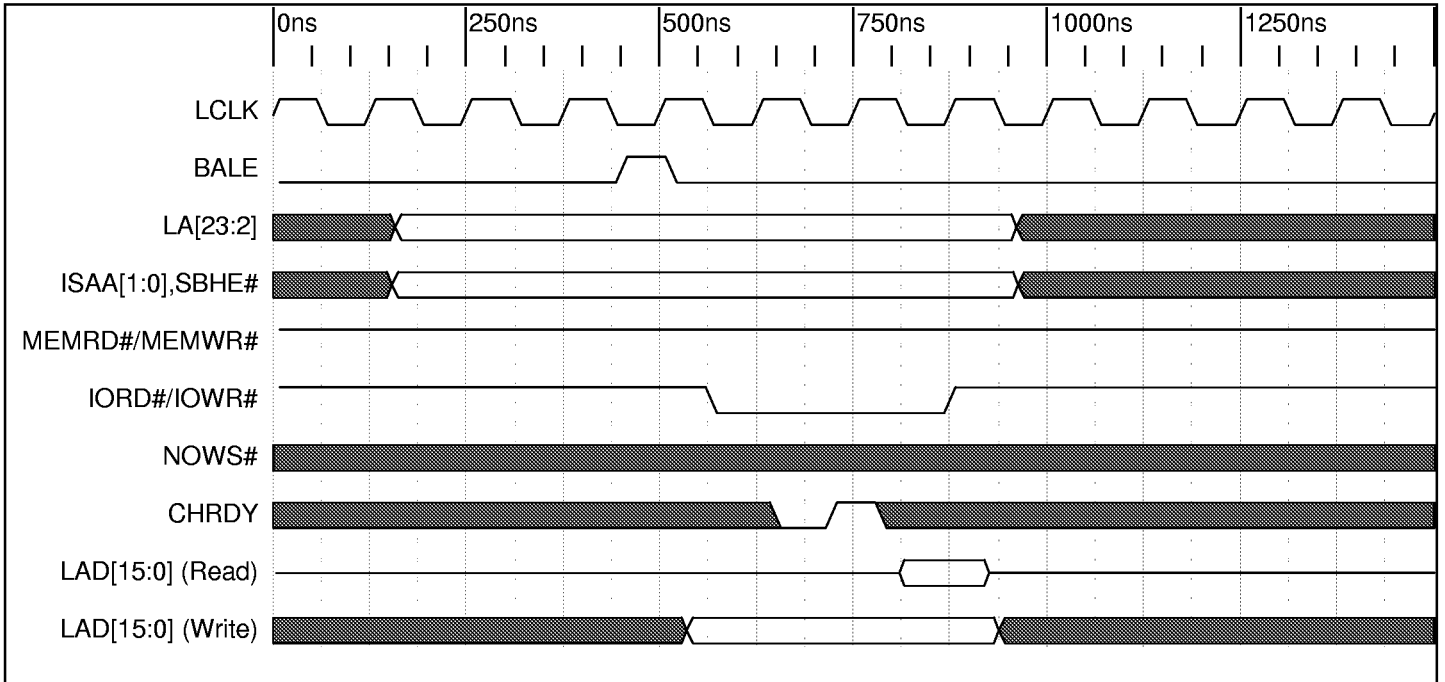 0ns 250ns 500ns 750ns 1000ns 1250ns
LCLK
BALE
LA[23:2]
ISAA[1:0],SBHE#
MEMRD#/MEMWR#
IORD#/IOWR#
NOWS#
CHRDY
LAD[15:0] (Read)
LAD[15:0] (Write)